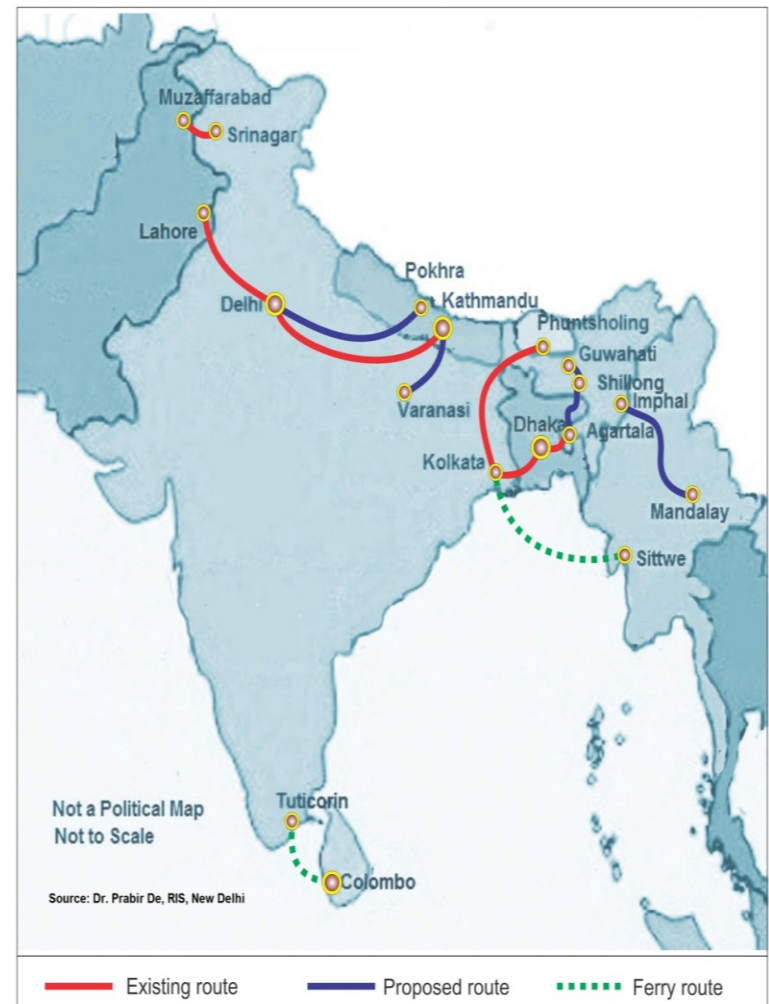 Muzaffarabad
Srinagar
Lahore
Delhi
Pokhra
Kathmandu
Varanasi
Phuntsholing
Guwahati
Shillong
Imphal
Dhaka
Agartala
Kolkata
Mandalay
Sittwe
Tuticorin
Not a Political Map
Not to Scale
Colombo
Source: Dr. Prabir De, RIS, New Delhi
Existing route
Proposed route
Ferry route